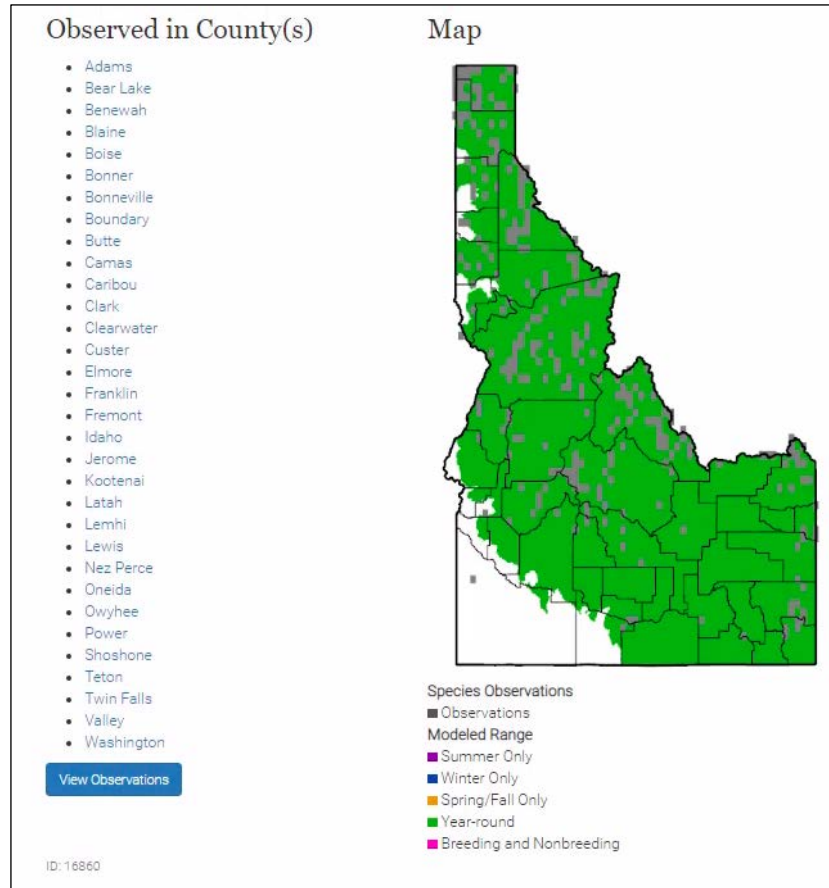 Observed in County(s)
Adams
Bear Lake
Benewah
Blaine
Boise
Bonner
Bonneville
Boundary
Butte
Camas
Caribou
Clark
Clearwater
Custer
Elmore
Franklin
Fremont
Idaho
Jerome
Kootenai
Latah
Lemhi
Lewis
Nez Perce
Oneida
Owyhee
Power
Shoshone
Teton
Twin Falls
Valley
Washington
View Observations
ID: 16860
Map
Species Observations
Observations
Modeled Range
Summer Only
Winter Only
Spring/Fall Only
Year-round
Breeding and Nonbreeding